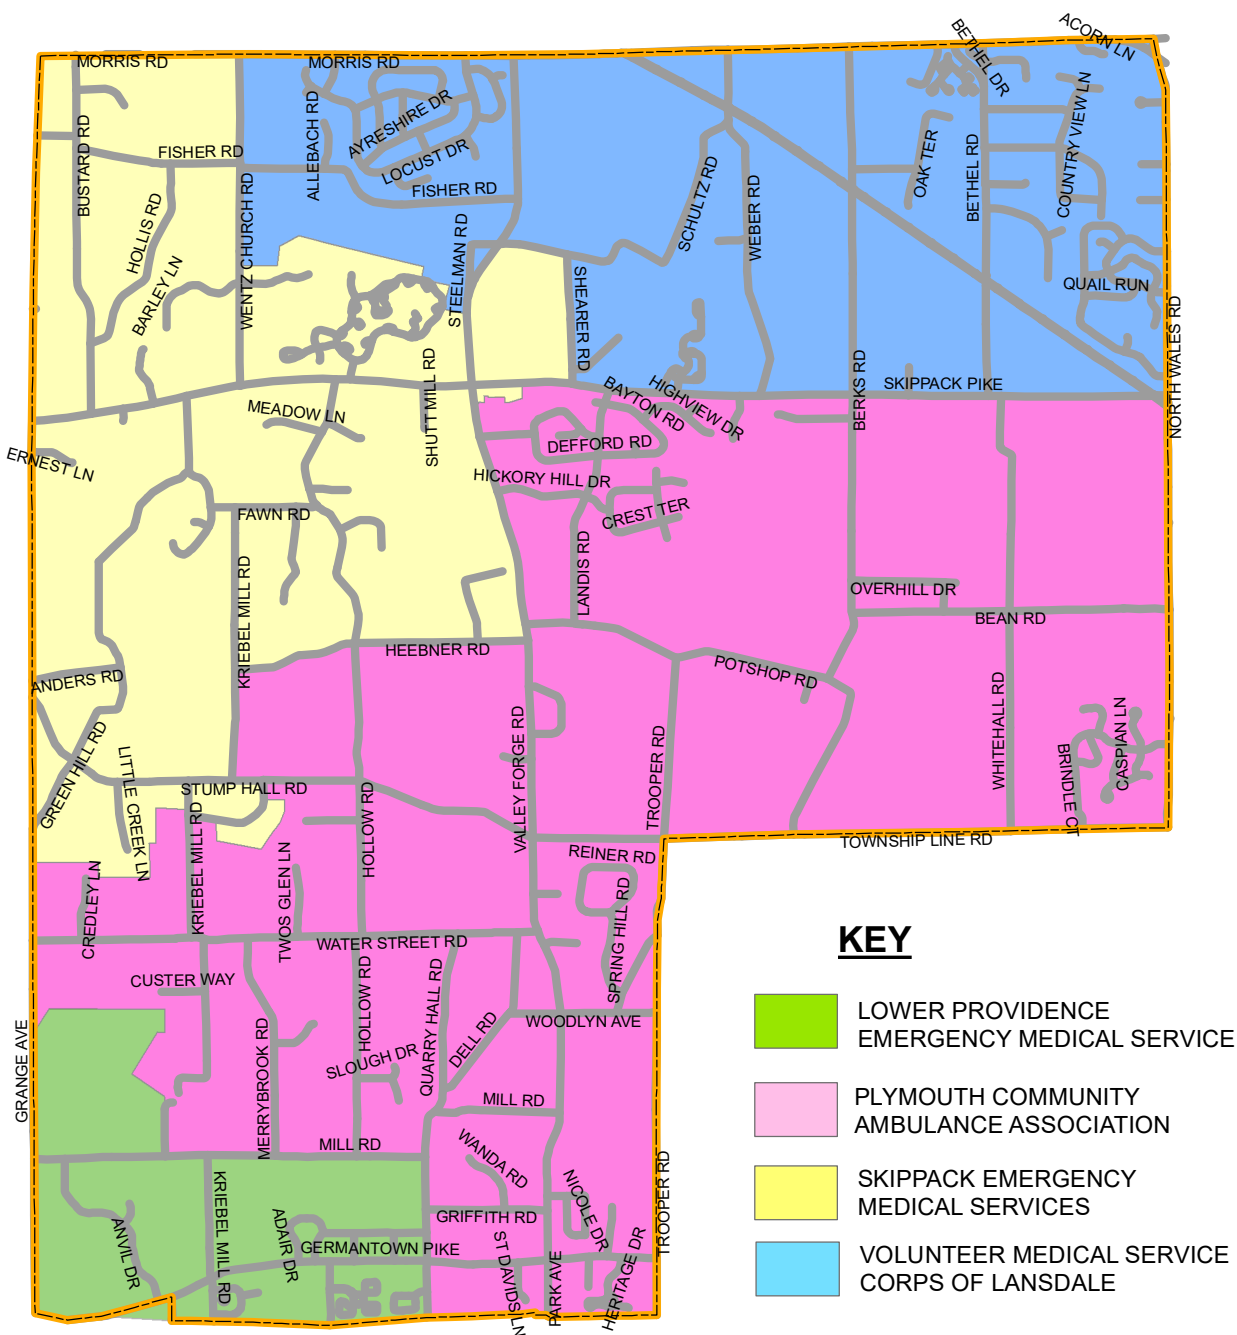 ACORN LN
BETHEL DR
MORRIS RD
MORRIS RD
BUSTARD RD
ALLEBACH RD
AYRESHIRE DR
LOCUST DR
FISHER RD
FISHER RD
OAK TER
BETHEL RD
COUNTRY VIEW LN
HOLLIS RD
WENTZ CHURCH RD
STEELMAN RD
SCHULTZ RD
WEBER RD
BARLEY LN
SHEARER RD
QUAIL RUN
NORTH WALES RD
SHUTT MILL RD
BERKS RD
SKIPPACK PIKE
MEADOW LN
BAYTON RD
HIGHVIEW DR
DEFFORD RD
ERNEST LN
HICKORY HILL DR
CREST TER
FAWN RD
LANDIS RD
KRIEBEL MILL RD
OVERHILL DR
BEAN RD
HEEBNER RD
ANDERS RD
POTSHOP RD
WHITEHALL RD
CASPIAN LN
BRINDLE CT
GREEN HILL RD
LITTLE CREEK LN
STUMP HALL RD
VALLEY FORGE RD
TROOPER RD
KRIEBEL MILL RD
HOLLOW RD
TOWNSHIP LINE RD
REINER RD
CREDLEY LN
TWOS GLEN LN
SPRING HILL RD
WATER STREET RD
CUSTER WAY
HOLLOW RD
QUARRY HALL RD
WOODLYN AVE
DELL RD
GRANGE AVE
MERRYBROOK RD
SLOUGH DR
MILL RD
MILL RD
WANDA RD
KRIEBEL MILL RD
NICOLE DR
TROOPER RD
GRIFFITH RD
ANVIL DR
ADAIR DR
GERMANTOWN PIKE
ST DAVIDS LN
PARK AVE
HERITAGE DR
KEY
LOWER PROVIDENCE
EMERGENCY MEDICAL SERVICE
PLYMOUTH COMMUNITY
AMBULANCE ASSOCIATION
SKIPPACK EMERGENCY
MEDICAL SERVICES
VOLUNTEER MEDICAL SERVICE
CORPS OF LANSDALE